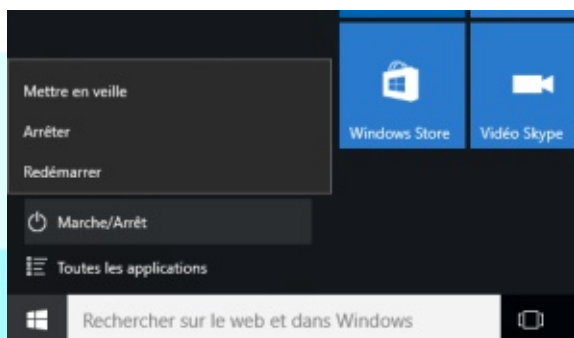 Mettre en veille
Arrêter
Redémarrer
Marche/Arrêt
Toutes les applications
Rechercher sur le web et dans Windows
Windows Store
Vidéo Skype